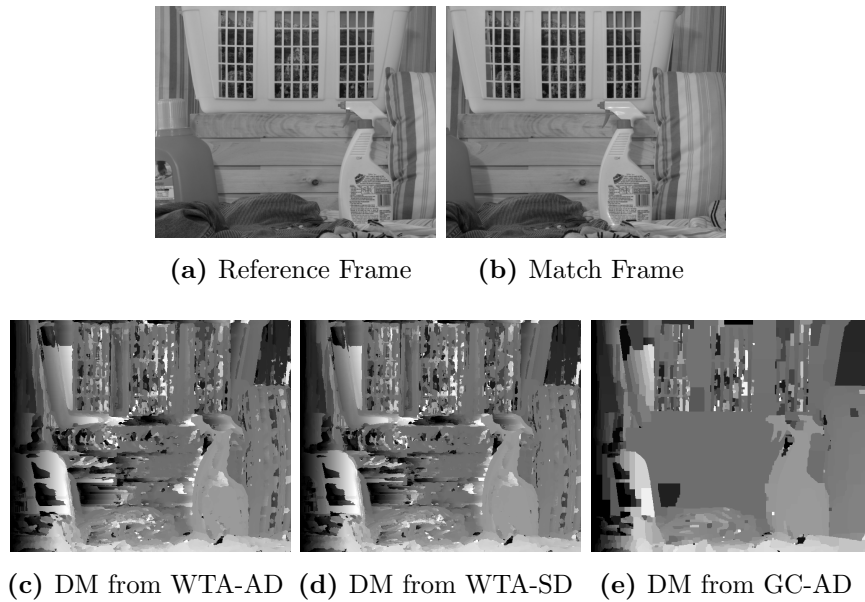 (a) Reference Frame
(b) Match Frame
(c) DM from WTA-AD
(d) DM from WTA-SD
(e) DM from GC-AD